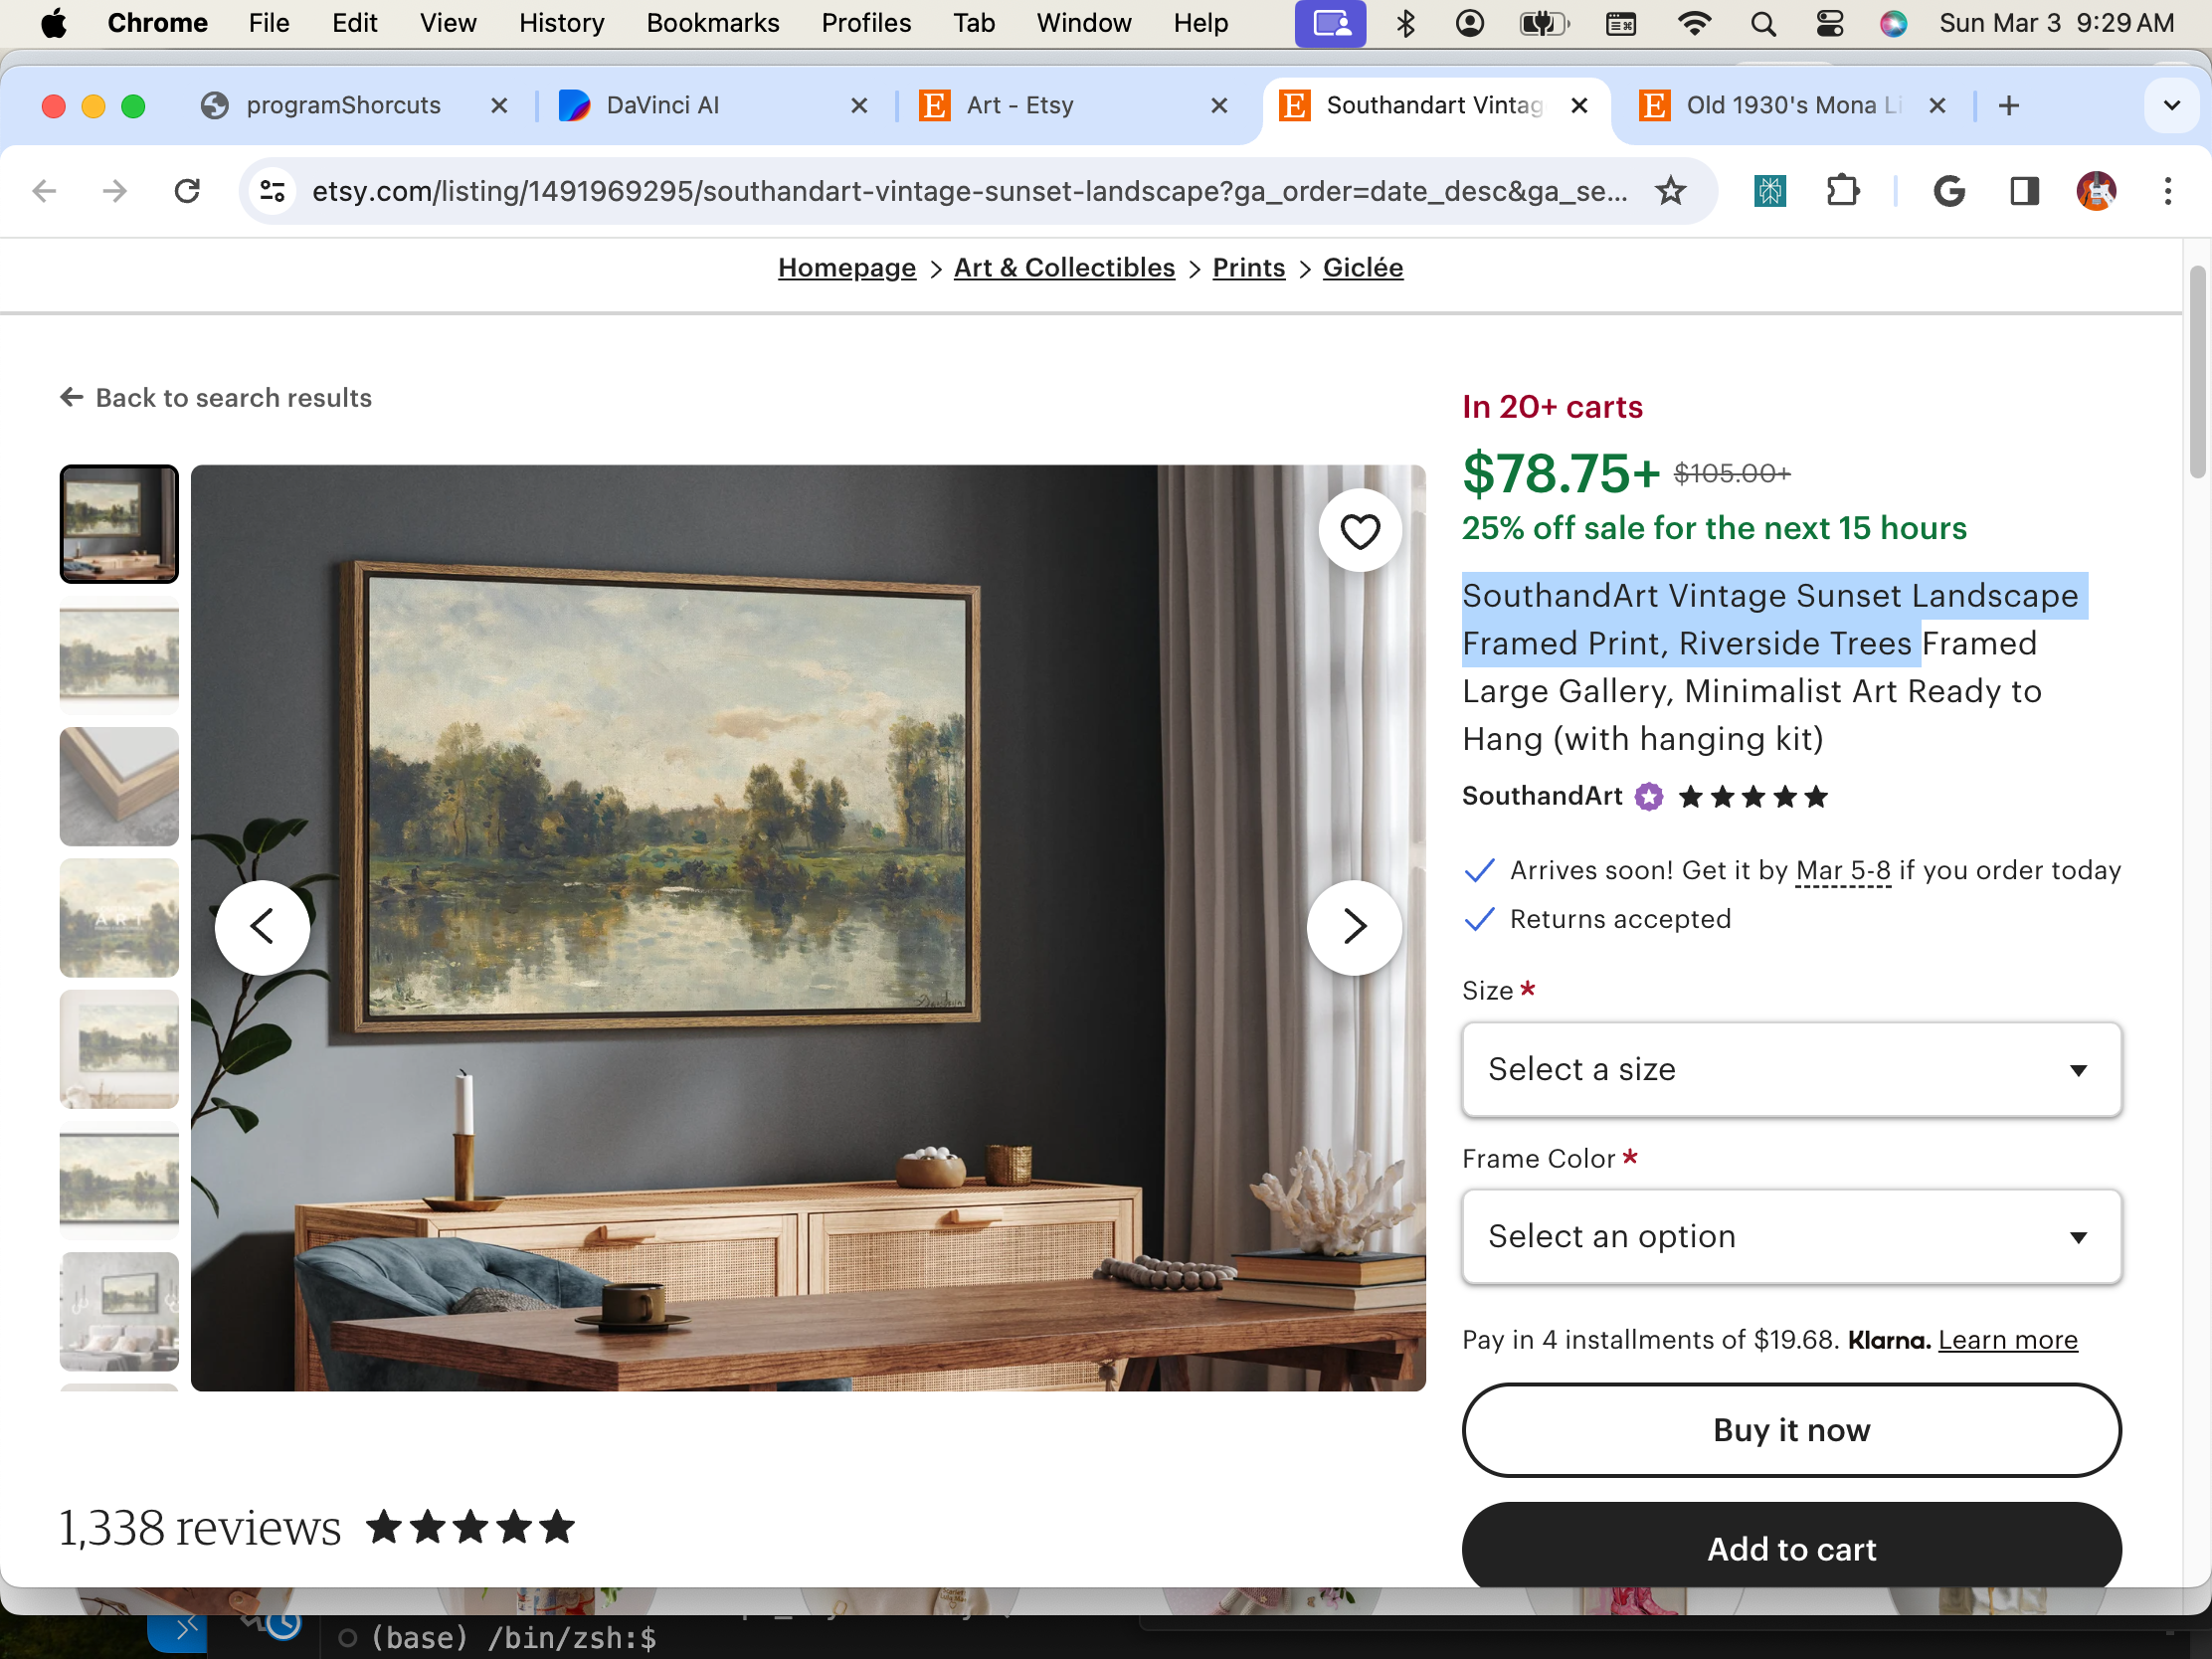 Chrome File Edit View History Bookmarks Profiles Tab Window Help Sun Mar 3 9:29 AM
programShorcuts
DaVinci AI
Art - Etsy
Southandart Vintag
Old 1930's Mona Li
etsy.com/listing/1491969295/southandart-vintage-sunset-landscape?ga_order=date_desc&ga_se...
Homepage > Art & Collectibles > Prints > Giclée
Back to search results
In 20+ carts
$78.75+ $105.00+
25% off sale for the next 15 hours
SouthandArt Vintage Sunset Landscape
Framed Print, Riverside Trees Framed
Large Gallery, Minimalist Art Ready to
Hang (with hanging kit)
SouthandArt
Arrives soon! Get it by Mar 5-8 if you order today
Returns accepted
Size *
Select a size
Frame Color *
Select an option
Pay in 4 installments of $19.68. Klarna. Learn more
Buy it now
Add to cart
1,338 reviews
(base) /bin/zsh:$